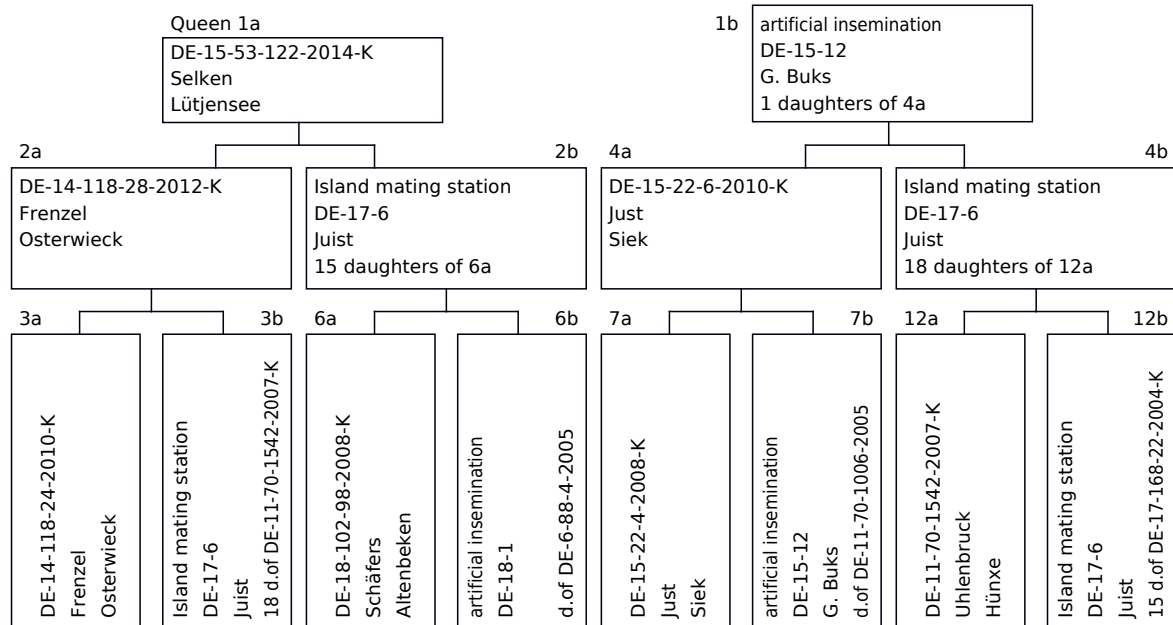 Queen 1a
DE-15-53-122-2014-K
Selken
Lütjensee
1b
artificial insemination
DE-15-12
G. Buks
1 daughters of 4a
2a
DE-14-118-28-2012-K
Frenzel
Osterwieck
2b
Island mating station
DE-17-6
Juist
15 daughters of 6a
4a
DE-15-22-6-2010-K
Just
Siek
4b
Island mating station
DE-17-6
Juist
18 daughters of 12a
3a
DE-14-118-24-2010-K
Frenzel
Osterwieck
3b
Island mating station
DE-17-6
Juist
18 d.of DE-11-70-1542-2007-K
6a
DE-18-102-98-2008-K
Schäfers
Altenbeken
6b
artificial insemination
DE-18-1
d.of DE-6-88-4-2005
7a
DE-15-22-4-2008-K
Just
Siek
7b
artificial insemination
DE-15-12
G. Buks
d.of DE-11-70-1006-2005
12a
DE-11-70-1542-2007-K
Uhlenbruck
Hünxe
12b
Island mating station
DE-17-6
Juist
15 d.of DE-17-168-22-2004-K